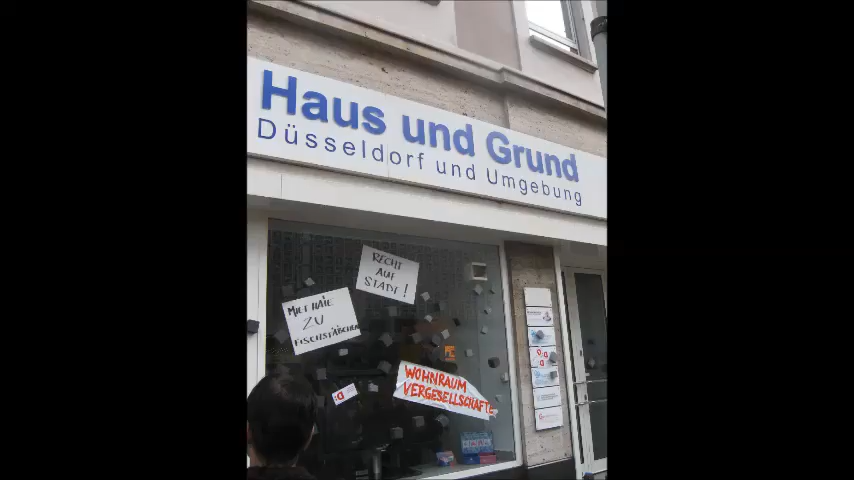 Haus und Grund
Düsseldorf und Umgebung
RECHT
AUF
STADT!
MIETHAIE
ZU
FISCHSTÄBCHEN
WOHNRAUM
VERGESELLSCHAFTEN